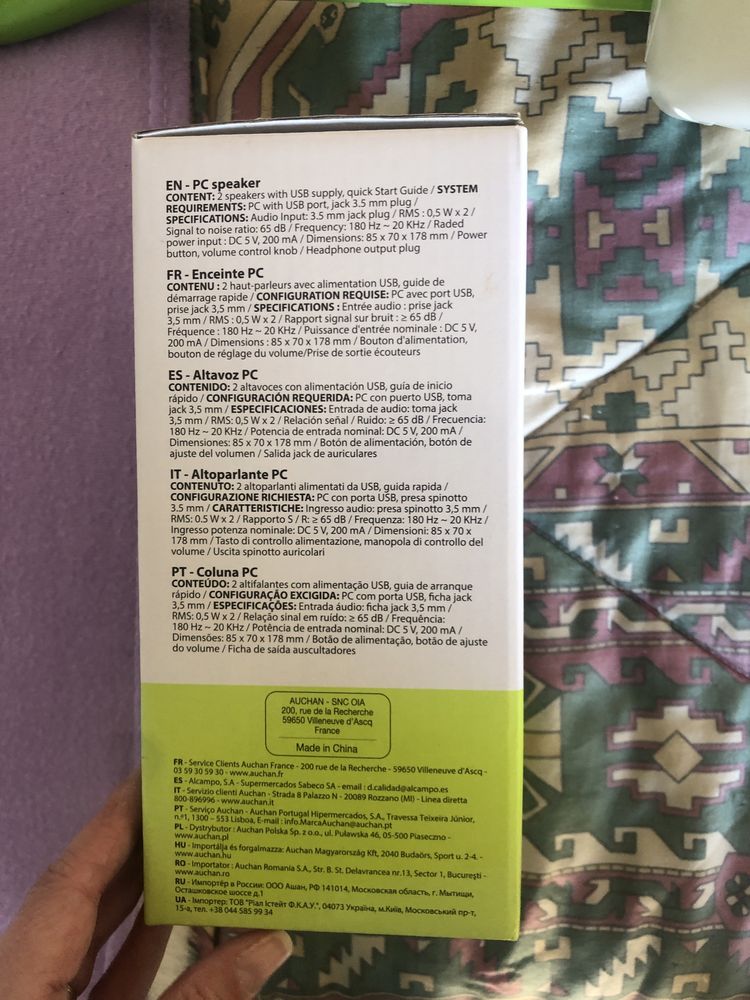 EN - PC speaker
CONTENT: 2 speakers with USB supply, quick Start Guide / SYSTEM
REQUIREMENTS: PC with USB port, jack 3.5 mm plug /
SPECIFICATIONS: Audio Input: 3.5 mm jack plug / RMS : 0,5 W x 2 /
Signal to noise ratio: 65 dB / Frequency: 180 Hz ~ 20 KHz / Raded
power input : DC 5 V, 200 mA / Dimensions: 85 x 70 x 178 mm / Power
button, volume control knob / Headphone output plug
FR - Enceinte PC
CONTENU : 2 haut-parleurs avec alimentation USB, guide de
démarrage rapide / CONFIGURATION REQUISE: PC avec port USB,
prise jack 3,5 mm / SPECIFICATIONS : Entrée audio : prise jack
3,5 mm / RMS : 0,5 W x 2 / Rapport signal sur bruit : ≥ 65 dB /
Fréquence : 180 Hz ~ 20 KHz / Puissance d'entrée nominale : DC 5 V,
200 mA / Dimensions : 85 x 70 x 178 mm / Bouton d'alimentation,
bouton de réglage du volume/Prise de sortie écouteurs
ES - Altavoz PC
CONTENIDO: 2 altavoces con alimentación USB, guía de inicio
rápido / CONFIGURACIÓN REQUERIDA: PC con puerto USB, toma
jack 3,5 mm / ESPECIFICACIONES: Entrada de audio: toma jack
3,5 mm / RMS: 0,5 W x 2 / Relación señal / Ruido: ≥ 65 dB / Frecuencia:
180 Hz ~ 20 KHz / Potencia de entrada nominal: DC 5 V, 200 mA /
Dimensiones: 85 x 70 x 178 mm / Botón de alimentación, botón de
ajuste del volumen / Salida jack de auriculares
IT - Altoparlante PC
CONTENUTO: 2 altoparlanti alimentati da USB, guida rapida /
CONFIGURAZIONE RICHIESTA: PC con porta USB, presa spinotto
3.5 mm / CARATTERISTICHE: Ingresso audio: presa spinotto 3,5 mm /
RMS: 0.5 W x 2 / Rapporto S / R: ≥ 65 dB / Frequenza: 180 Hz ~ 20 KHz /
Ingresso potenza nominale: DC 5 V, 200 mA / Dimensioni: 85 x 70 x
178 mm / Tasto di controllo alimentazione, manopola di controllo del
volume / Uscita spinotto auricolari
PT - Coluna PC
CONTEÚDO: 2 altifalantes com alimentação USB, guia de arranque
rápido / CONFIGURAÇÃO EXCIGIDA: PC com porta USB, ficha jack
3,5 mm / ESPECIFICAÇÕES: Entrada áudio: ficha jack 3,5 mm /
RMS: 0,5 W x 2 / Relação sinal em ruído: ≥ 65 dB / Frequência:
180 Hz ~ 20 KHz / Potência de entrada nominal: DC 5 V, 200 mA /
Dimensões: 85 x 70 x 178 mm / Botão de alimentação, botão de ajuste
do volume / Ficha de saída auscultadores
AUCHAN - SNC OIA
200, rue de la Recherche
59650 Villeneuve d'Ascq
France
Made in China
FR - Service Clients Auchan France - 200 rue de la Recherche - 59650 Villeneuve d'Ascq -
03 59 30 59 30 - www.auchan.fr
ES - Alcampo, S.A - Supermercados Sabeco SA - email : d.calidad@alcampo.es
IT - Servizio clienti Auchan - Strada 8 Palazzo N - 20089 Rozzano (MI) - Linea diretta
800-896996 - www.auchan.it
PT - Serviço Auchan - Auchan Portugal Hipermercados, S.A., Travessa Teixeira Júnior,
n.º1, 1300 – 553 Lisboa, E-mail : info.MarcaAuchan@auchan.pt
PL - Dystrybutor : Auchan Polska Sp. z o.o., ul. Puławska 46, 05-500 Piaseczno -
www.auchan.pl
HU - Importálja és forgalmazza: Auchan Magyarország Kft, 2040 Budaörs, Sport u. 2-4. -
www.auchan.hu
RO - Importator : Auchan Romania S.A., Str. B. St. Delavrancea nr.13, Sector 1, Bucureşti -
www.auchan.ro
RU - Импортёр в России: ООО Ашан, РФ 141014, Московская область, г. Мытищи,
Осташковское шоссе д.1
UA - Імпортер: ТОВ "Ріал Істейт Ф.К.А.У.", 04073 Україна, м.Київ, Московський пр-т,
15-а, тел. +38 044 585 99 34